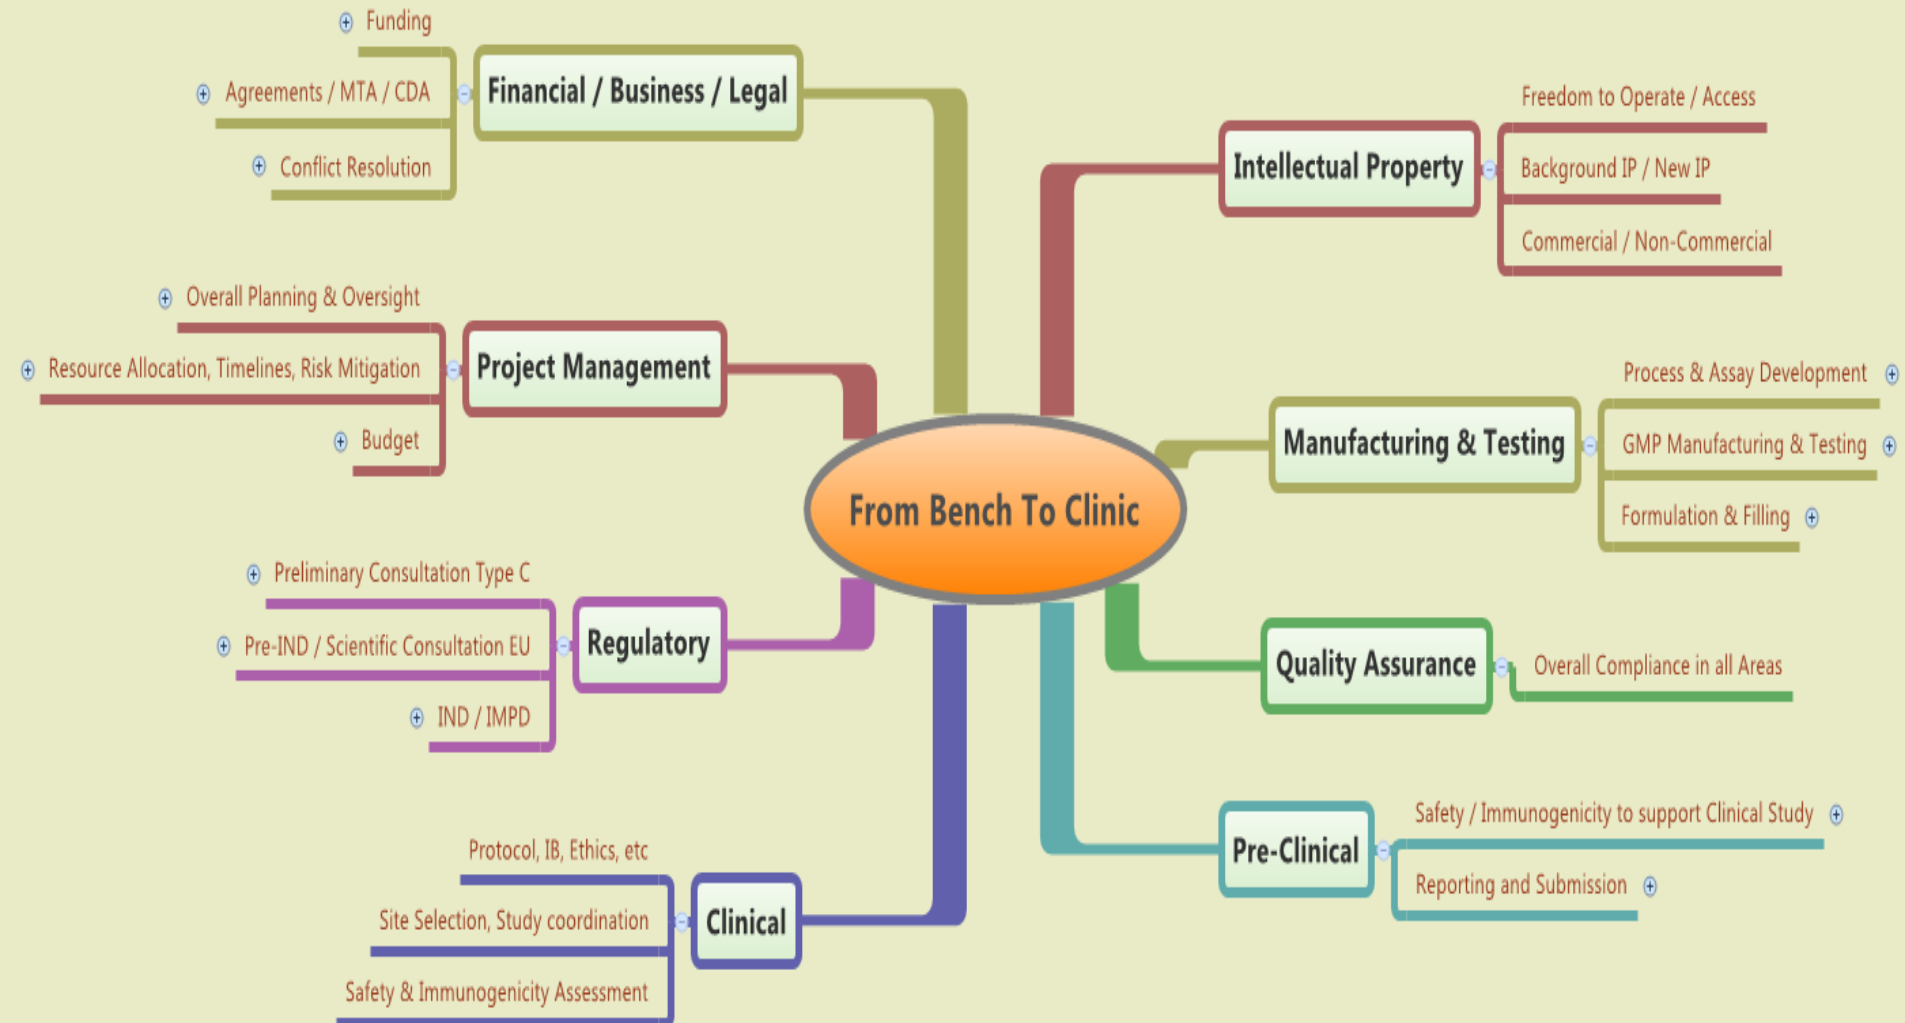 Funding
Agreements / MTA / CDA
Conflict Resolution
Financial / Business / Legal
Overall Planning & Oversight
Resource Allocation, Timelines, Risk Mitigation
Budget
Project Management
Preliminary Consultation Type C
Pre-IND / Scientific Consultation EU
IND / IMPD
Regulatory
Protocol, IB, Ethics, etc
Site Selection, Study coordination
Safety & Immunogenicity Assessment
Clinical
From Bench To Clinic
Intellectual Property
Freedom to Operate / Access
Background IP / New IP
Commercial / Non-Commercial
Manufacturing & Testing
Process & Assay Development
GMP Manufacturing & Testing
Formulation & Filling
Quality Assurance
Overall Compliance in all Areas
Pre-Clinical
Safety / Immunogenicity to support Clinical Study
Reporting and Submission